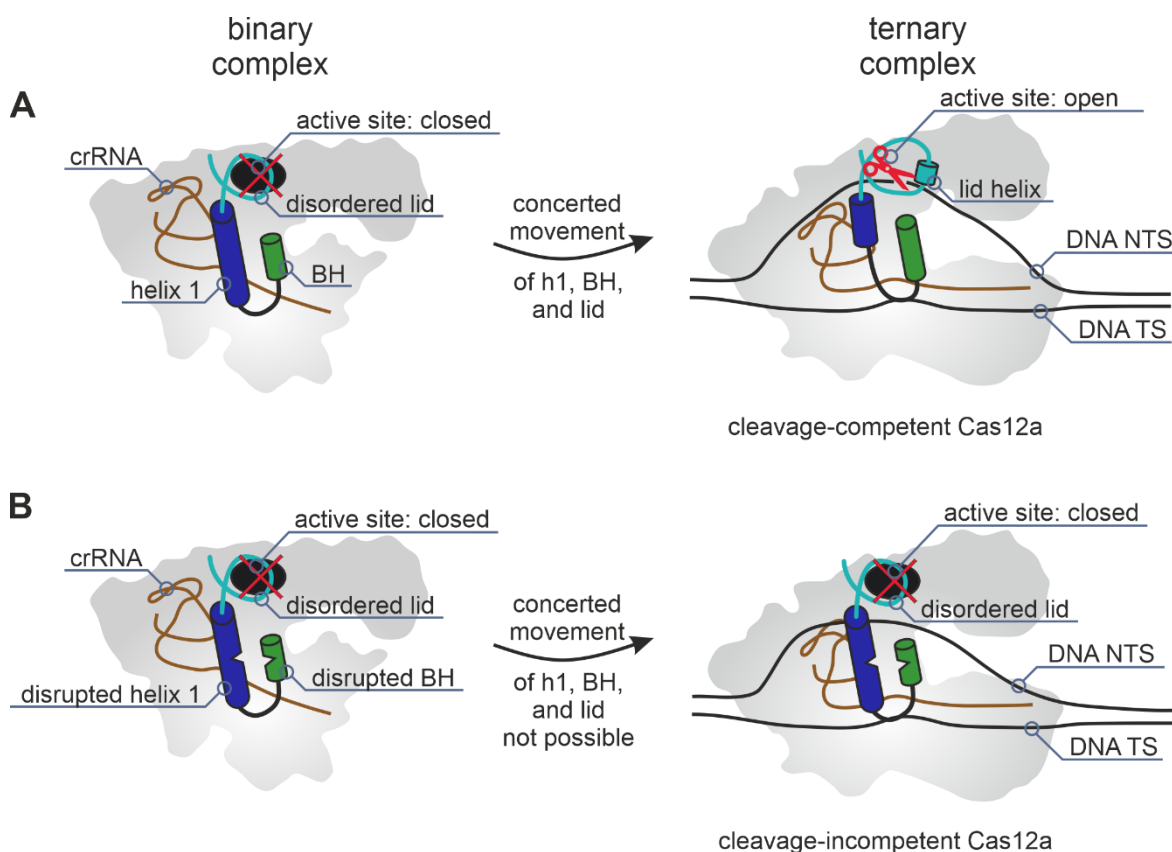 binary
complex
ternary
complex
A
active site: closed
crRNA
disordered lid
BH
helix 1
concerted
movement
of h1, BH,
and lid
active site: open
lid helix
DNA NTS
DNA TS
cleavage-competent Cas12a
B
active site: closed
crRNA
disordered lid
disrupted BH
disrupted helix 1
concerted
movement
of h1, BH,
and lid
not possible
active site: closed
disordered lid
DNA NTS
DNA TS
cleavage-incompetent Cas12a